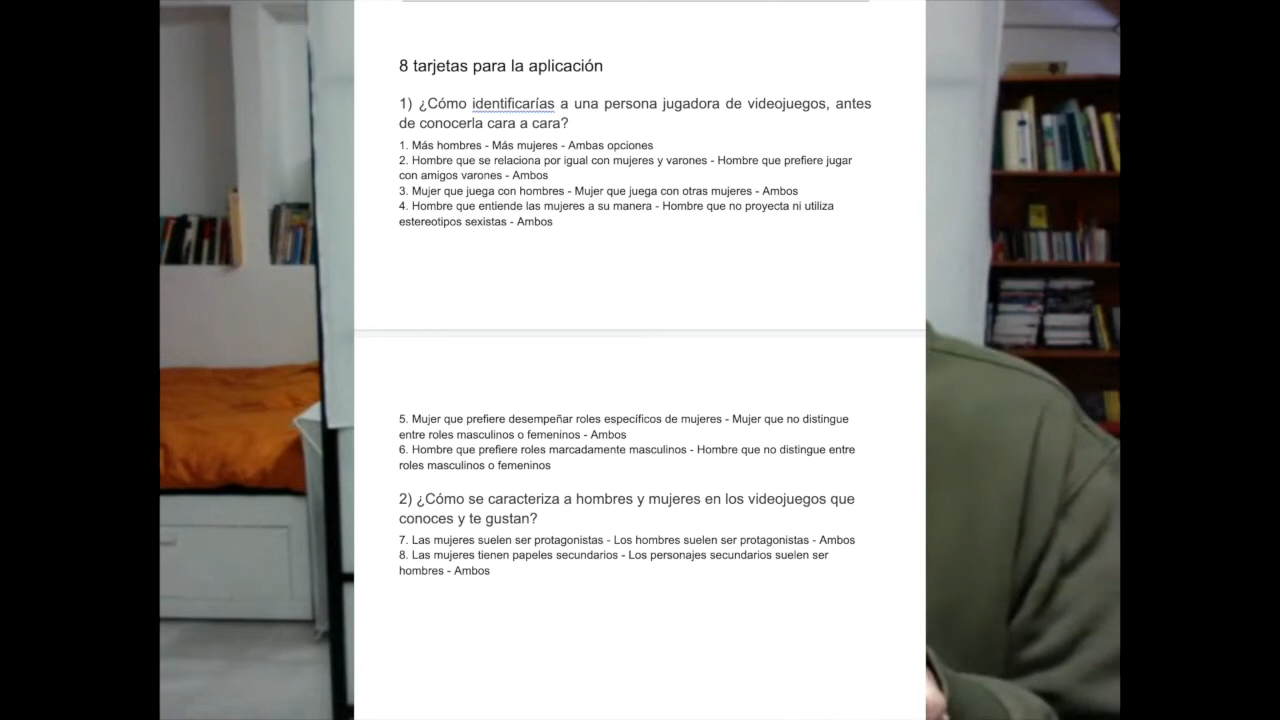 8 tarjetas para la aplicación
1) ¿Cómo identificarías a una persona jugadora de videojuegos, antes
de conocerla cara a cara?
1. Más hombres - Más mujeres - Ambas opciones
2. Hombre que se relaciona por igual con mujeres y varones - Hombre que prefiere jugar
con amigos varones - Ambos
3. Mujer que juega con hombres - Mujer que juega con otras mujeres - Ambos
4. Hombre que entiende las mujeres a su manera - Hombre que no proyecta ni utiliza
estereotipos sexistas - Ambos
5. Mujer que prefiere desempeñar roles específicos de mujeres - Mujer que no distingue
entre roles masculinos o femeninos - Ambos
6. Hombre que prefiere roles marcadamente masculinos - Hombre que no distingue entre
roles masculinos o femeninos
2) ¿Cómo se caracteriza a hombres y mujeres en los videojuegos que
conoces y te gustan?
7. Las mujeres suelen ser protagonistas - Los hombres suelen ser protagonistas - Ambos
8. Las mujeres tienen papeles secundarios - Los personajes secundarios suelen ser
hombres - Ambos